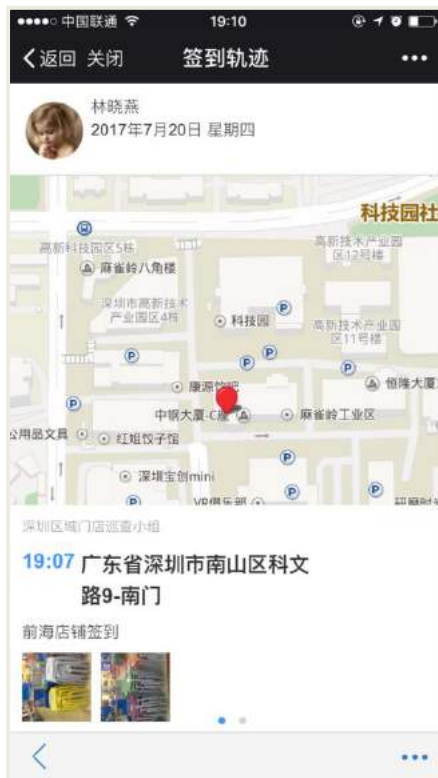 中国联通
19:10
返回 关闭
签到轨迹
林晓燕
2017年7月20日 星期四
科技园社
高新科技园区5栋
高新技术产业园
区12号楼
麻雀岭八角楼
深圳市高新技术
产业园区4栋
科技园
高新技术产业园
区11号楼
恒隆大厦
中钢大厦-C座
麻雀岭工业区
公用品文具
红姐饺子馆
深圳宝创mini
VR俱乐部
深圳区域门店巡查小组
19:07 广东省深圳市南山区科文
路9-南门
前海店铺签到